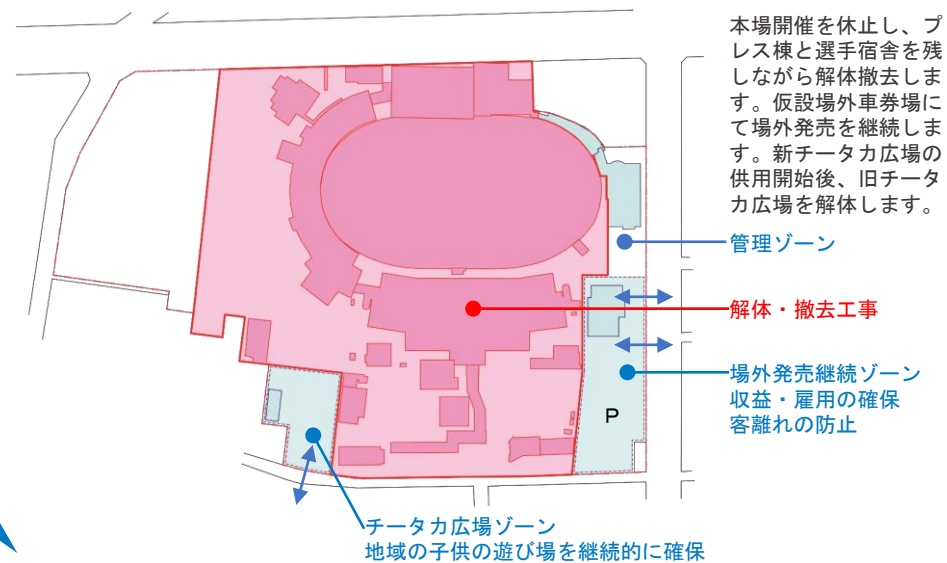 本場開催を休止し、プ
レス棟と選手宿舎を残
しながら解体撤去しま
す。仮設場外車券場に
て場外発売を継続しま
す。新チータカ広場の
供用開始後、旧チータ
カ広場を解体します。
管理ゾーン
解体・撤去工事
場外発売継続ゾーン
収益・雇用の確保
客離れの防止
P
チータカ広場ゾーン
地域の子供の遊び場を継続的に確保